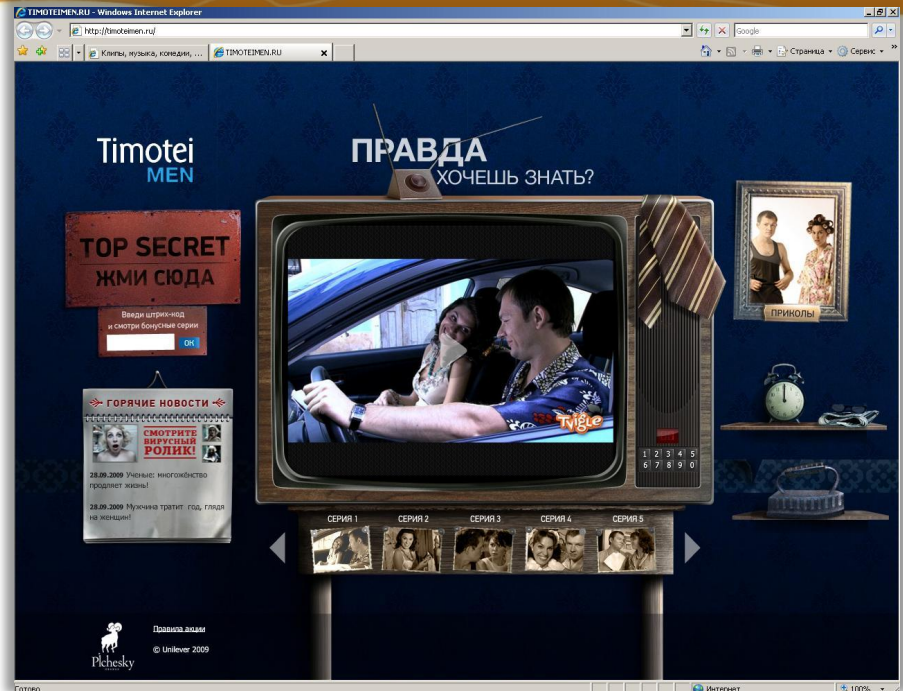 TIMOTEIMEN.RU - Windows Internet Explorer
http://timoteimen.ru/
Google
Клипы, музыка, комедии, ...
TIMOTEIMEN.RU
Страница
Сервис
Timotei
MEN
ПРАВДА
ХОЧЕШЬ ЗНАТЬ?
TOP SECRET
ЖМИ СЮДА
Введи штрих-код
и смотри бонусные серии
ОК
ГОРЯЧИЕ НОВОСТИ
СМОТРИТЕ
ВИРУСНЫЙ
РОЛИК!
28.09.2009 Ученые: многожёнство
продляет жизнь!
28.09.2009 Мужчина тратит год, глядя
на женщин!
Tvigle
1 2 3 4 5
6 7 8 9 0
ПРИКОЛЫ
СЕРИЯ 1
СЕРИЯ 2
СЕРИЯ 3
СЕРИЯ 4
СЕРИЯ 5
Plchesky
Правила акции
© Unilever 2009
Готово
Интернет
100%